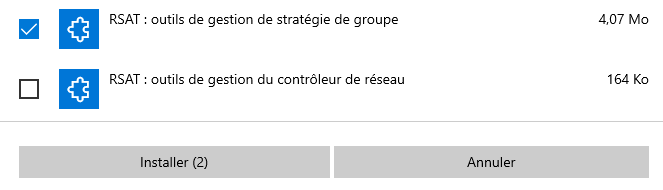 RSAT : outils de gestion de stratégie de groupe 4,07 Mo
RSAT : outils de gestion du contrôleur de réseau 164 Ko
Installer (2) Annuler